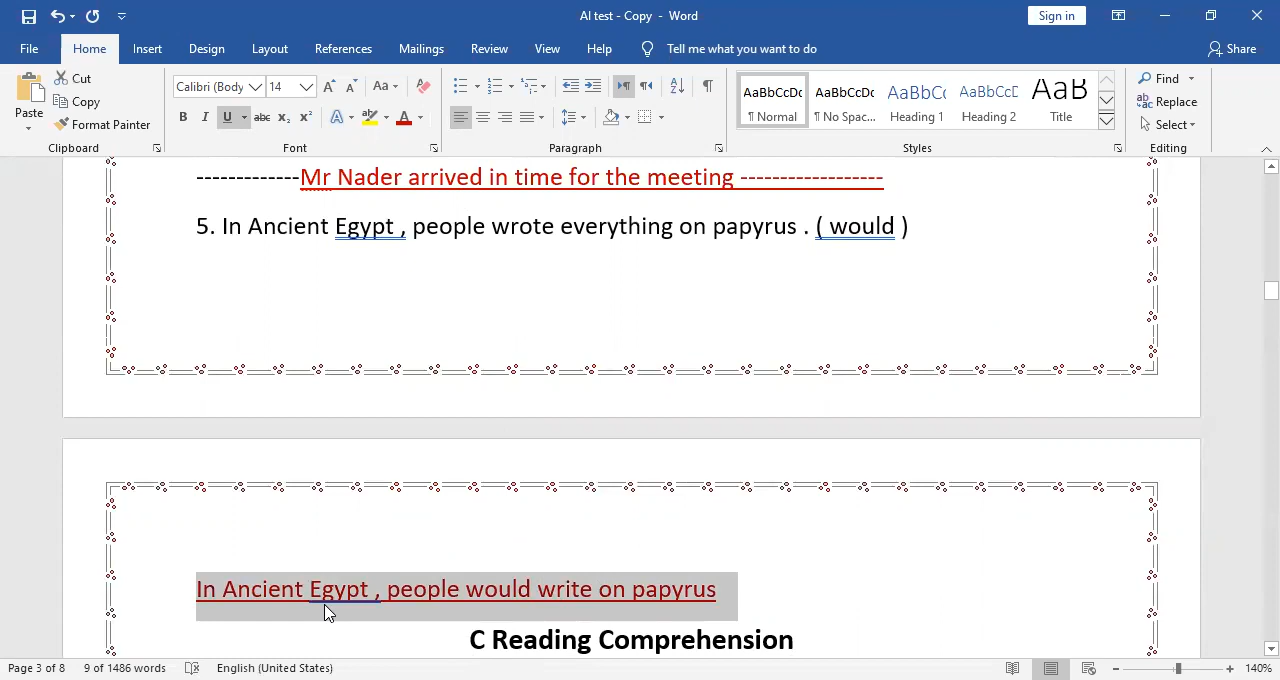 AI test - Copy - Word
Sign in
File Home Insert Design Layout References Mailings Review View Help Tell me what you want to do Share
Paste
Cut
Copy
Format Painter
Clipboard
Calibri (Body 14
Font
Paragraph
AaBbCcDc AaBbCcDc AaBbCc AaBbCcD AaB
¶ Normal ¶ No Spac... Heading 1 Heading 2 Title
Styles
Find
Replace
Select
Editing
-------------Mr Nader arrived in time for the meeting ------------------
5. In Ancient Egypt , people wrote everything on papyrus . ( would )
In Ancient Egypt , people would write on papyrus
C Reading Comprehension
Page 3 of 8 9 of 1486 words English (United States) 140%